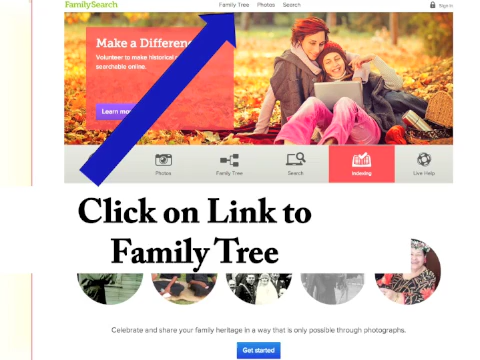 FamilySearch
Family Tree Photos Search
Sign In
Make a Differenc
Volunteer to make historical
searchable online.
Learn mo
Photos
Family Tree
Search
Indexing
Live Help
Click on Link to
Family Tree
Celebrate and share your family heritage in a way that is only possible through photographs.
Get started